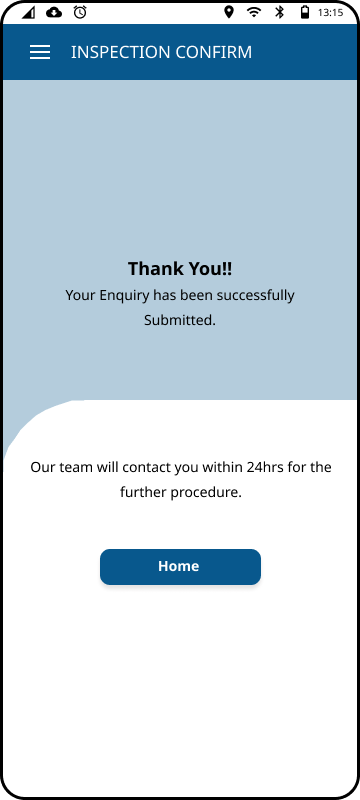 13:15
INSPECTION CONFIRM
Thank You!!
Your Enquiry has been successfully
Submitted.
Our team will contact you within 24hrs for the
further procedure.
Home